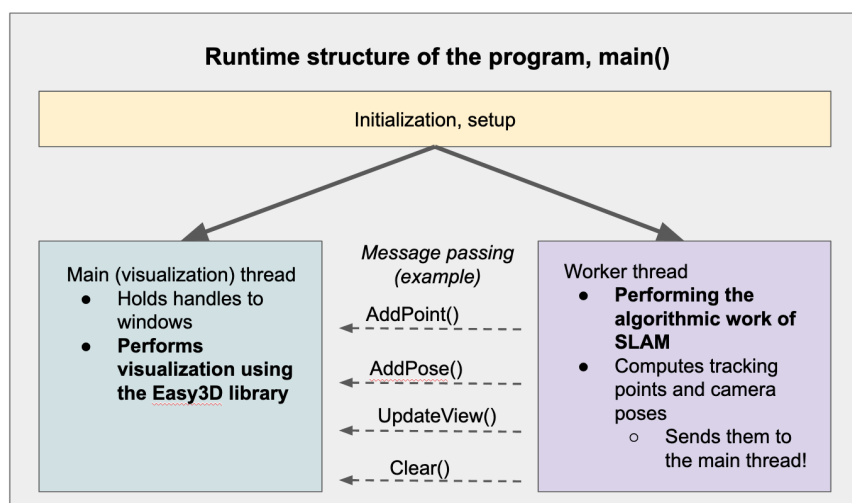 Runtime structure of the program, main()
Initialization, setup
Main (visualization) thread
● Holds handles to
windows
● Performs
visualization using
the Easy3D library
Message passing
(example)
AddPoint()
AddPose()
UpdateView()
Clear()
Worker thread
● Performing the
algorithmic work of
SLAM
● Computes tracking
points and camera
poses
○ Sends them to
the main thread!